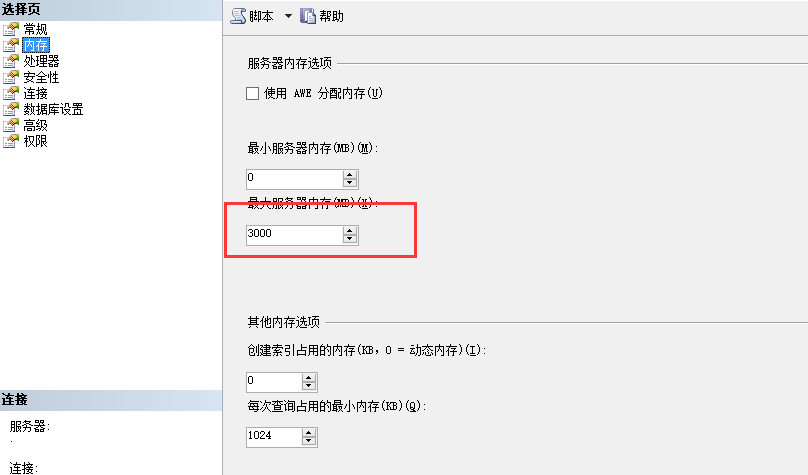 选择页
常规
内存
处理器
安全性
连接
数据库设置
高级
权限
连接
服务器:
.
连接:
脚本 帮助
服务器内存选项
使用 AWE 分配内存(U)
最小服务器内存(MB)(M):
0
最大服务器内存(MB)(X):
3000
其他内存选项
创建索引占用的内存(KB，0 = 动态内存)(I):
0
每次查询占用的最小内存(KB)(Q):
1024